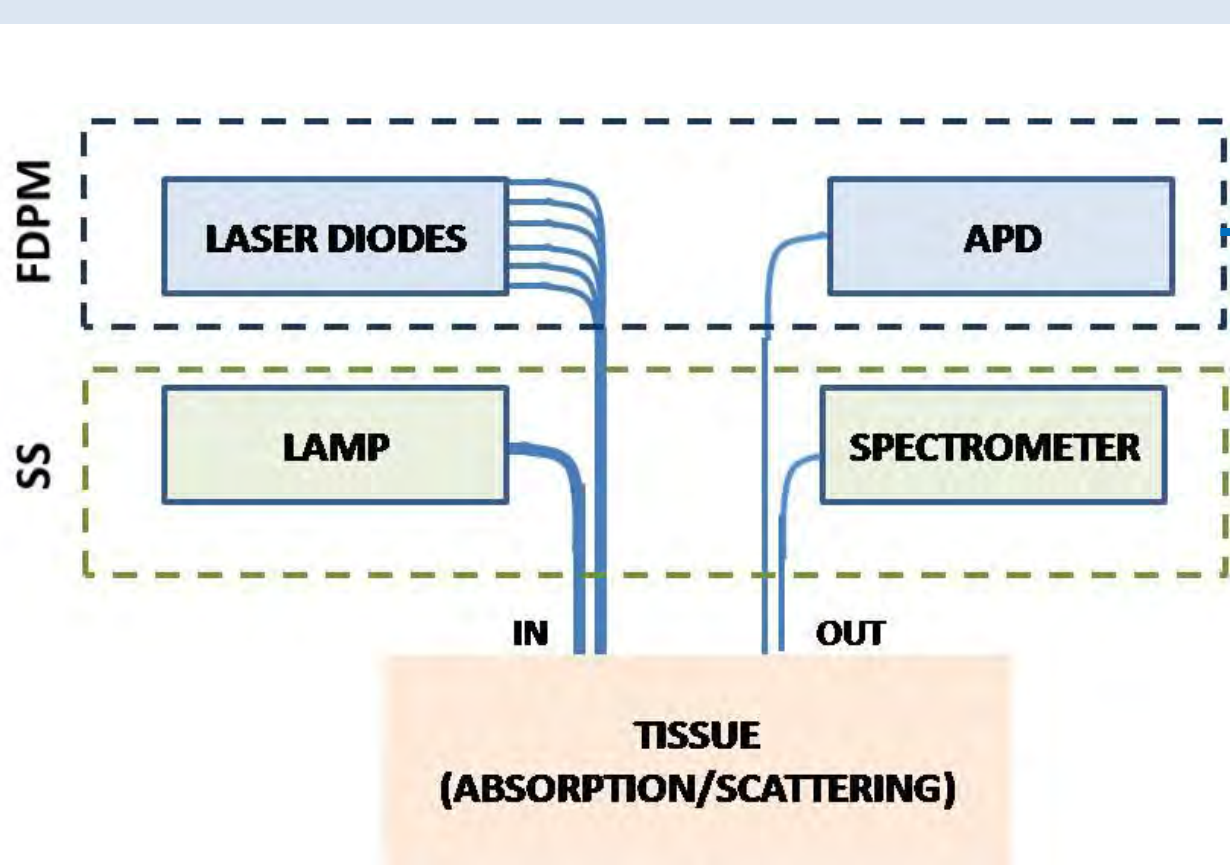 FDPM
LASER DIODES
APD
SS
LAMP
SPECTROMETER
IN
OUT
TISSUE
(ABSORPTION/SCATTERING)